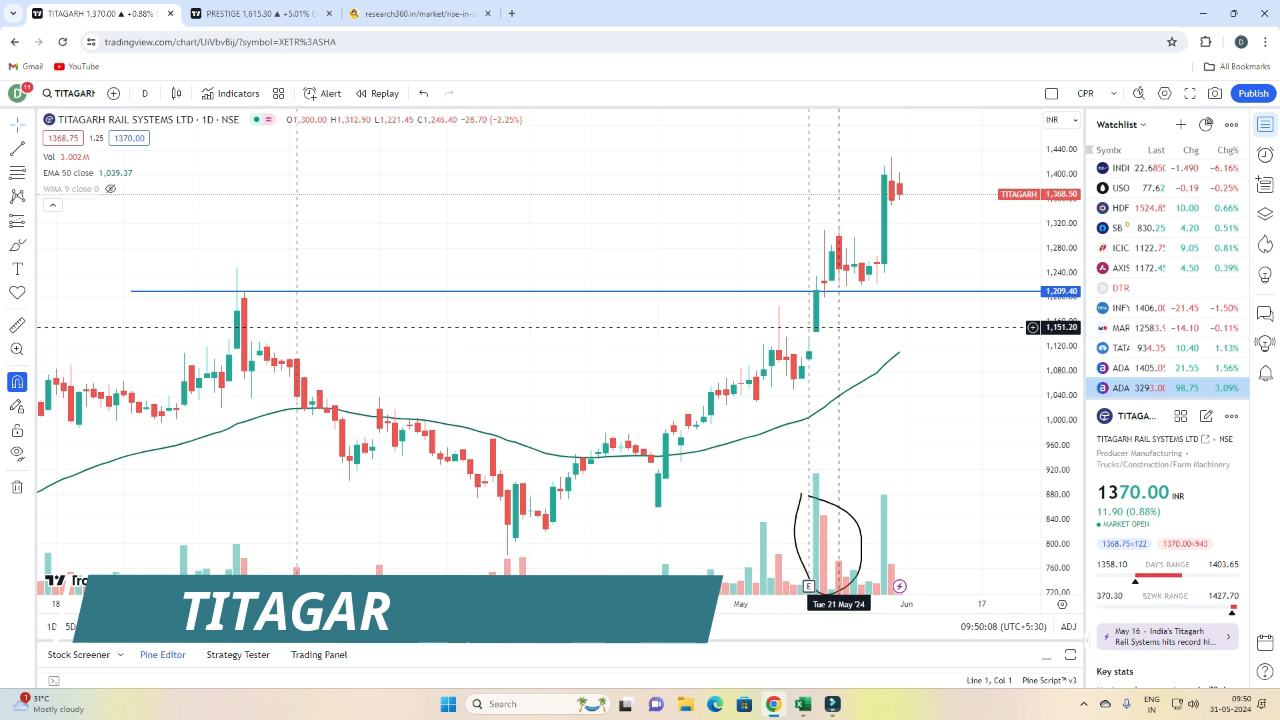 TITAGARH 1,370.00 ▲ +0.88% C
PRESTIGE 1,615.30 ▲ +5.01% C
research360.in/market/rise-in-d
tradingview.com/chart/UiVbvBij/?symbol=XETR%3ASHA
Gmail YouTube All Bookmarks
D 11 TITAGARH D Indicators Alert Replay CPR Publish
TITAGARH RAIL SYSTEMS LTD · 1D · NSE O1,300.00 H1,312.90 L1,221.45 C1,246.40 -28.70 (-2.25%) INR
1368.75 1.25 1370.00
Vol 3.002M
EMA 50 close 1,039.37
WMA 9 close 0
1,440.00
1,400.00
TITAGARH 1,368.50
1,320.00
1,280.00
1,240.00
1,209.40
1,151.20
1,120.00
1,080.00
1,040.00
1,000.00
960.00
920.00
880.00
840.00
800.00
760.00
720.00
E
18 May Tue 21 May '24 Jun 17
TITAGAR
1D 5D 09:50:08 (UTC+5:30) ADJ
Stock Screener Pine Editor Strategy Tester Trading Panel
Line 1, Col 1 Pine Script™ v3
Watchlist
Symbc Last Chg Chg%
INDI 22.685 -1.490 -6.16%
USO 77.62 -0.19 -0.25%
HDF 1524.85 10.00 0.66%
SB D 830.25 4.20 0.51%
ICIC 1122.75 9.05 0.81%
AXIS 1172.45 4.50 0.39%
DTR
INFY 1406.00 -21.45 -1.50%
MAR 12583.9 -14.10 -0.11%
TATA 934.35 10.40 1.13%
ADA 1405.05 21.55 1.56%
ADA 3293.00 98.75 3.09%
TITAGA...
TITAGARH RAIL SYSTEMS LTD · NSE
Producer Manufacturing •
Trucks/Construction/Farm Machinery
1370.00 INR
11.90 (0.88%)
MARKET OPEN
1368.75×122 1370.00×943
1358.10 DAY'S RANGE 1403.65
370.30 52WK RANGE 1427.70
May 16 · India's Titagarh
Rail Systems hits record hi...
Key stats
1 31°C
Mostly cloudy
Search
ENG
IN
09:50
31-05-2024